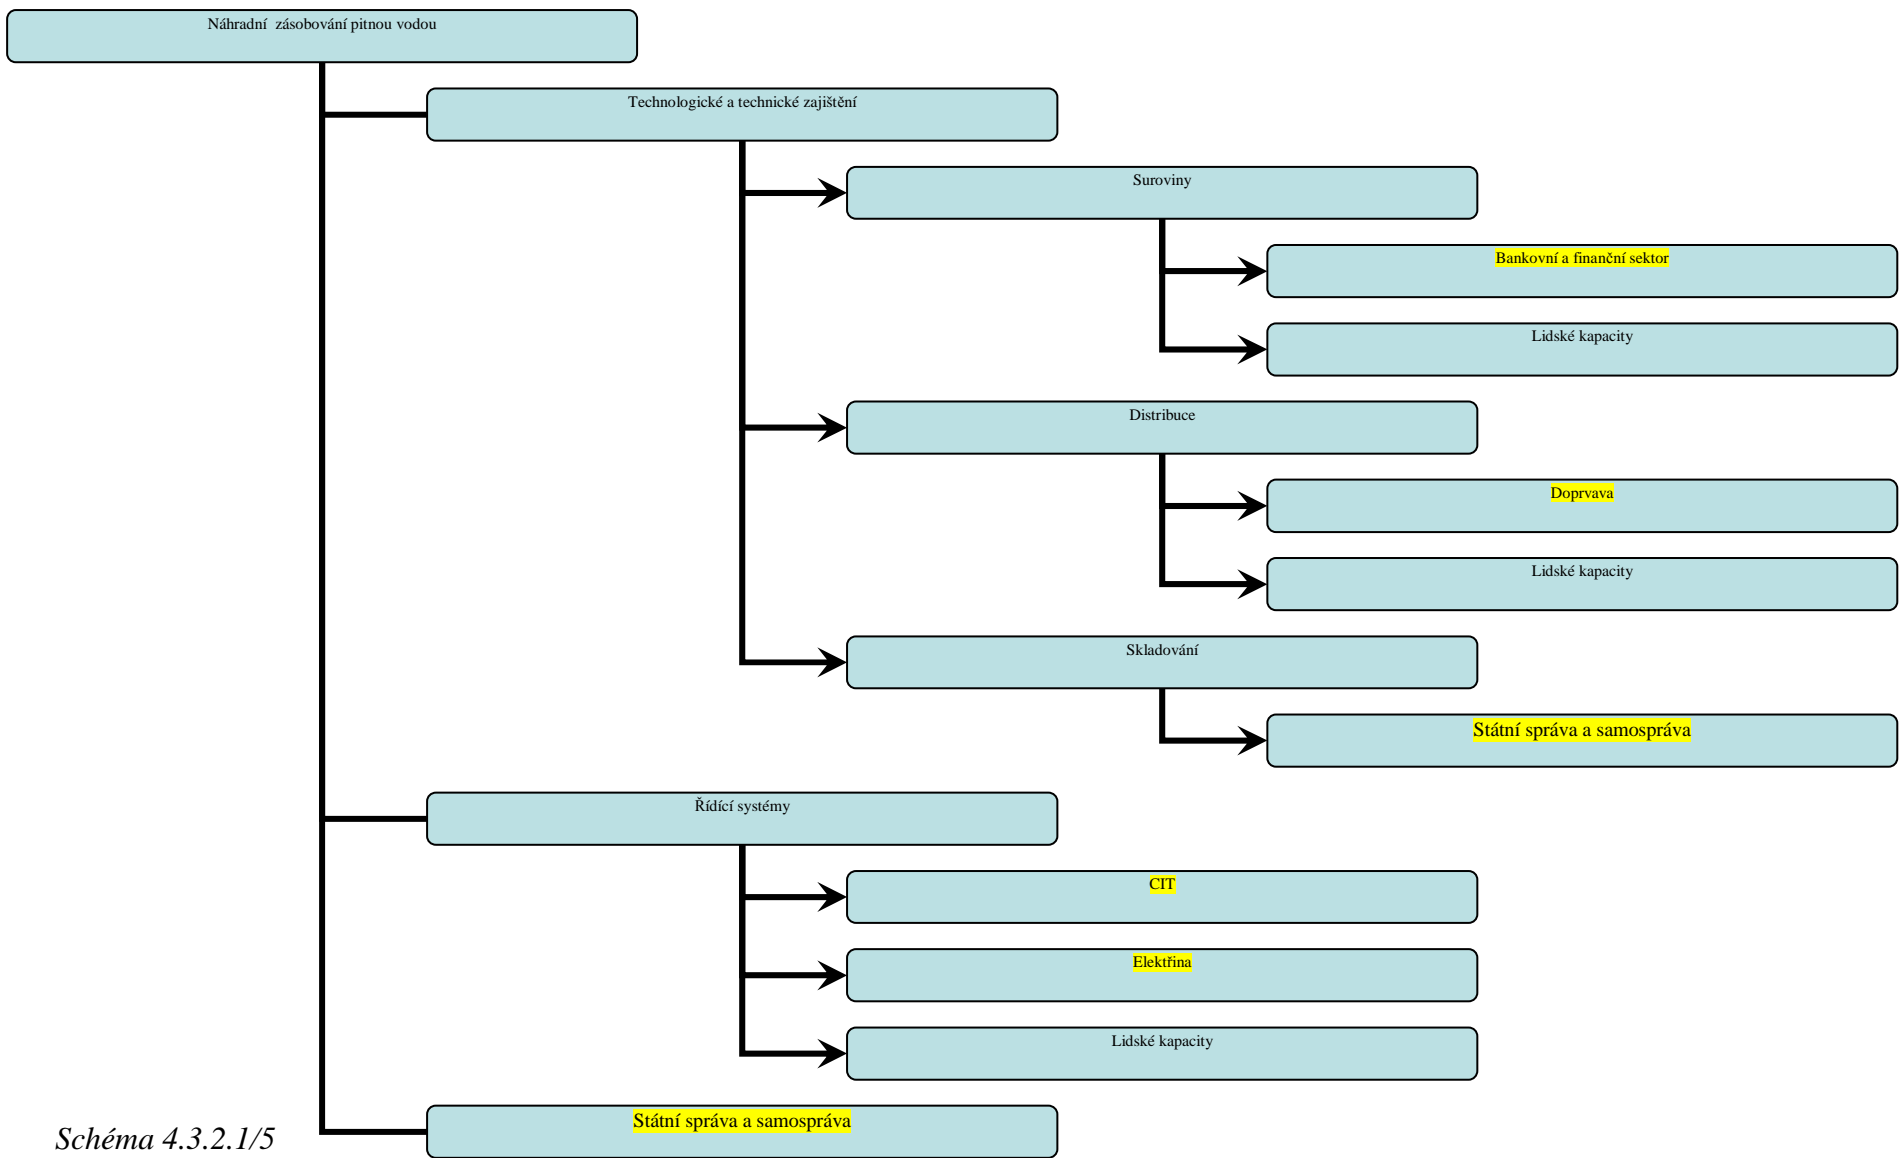 Náhradní  zásobování pitnou vodou
Technologické a technické zajištění
Suroviny
Bankovní a finanční sektor
Lidské kapacity
Distribuce
Doprvava
Lidské kapacity
Skladování
Státní správa a samospráva
Řídící systémy
CIT
Elektřina
Lidské kapacity
Státní správa a samospráva
Schéma 4.3.2.1/5